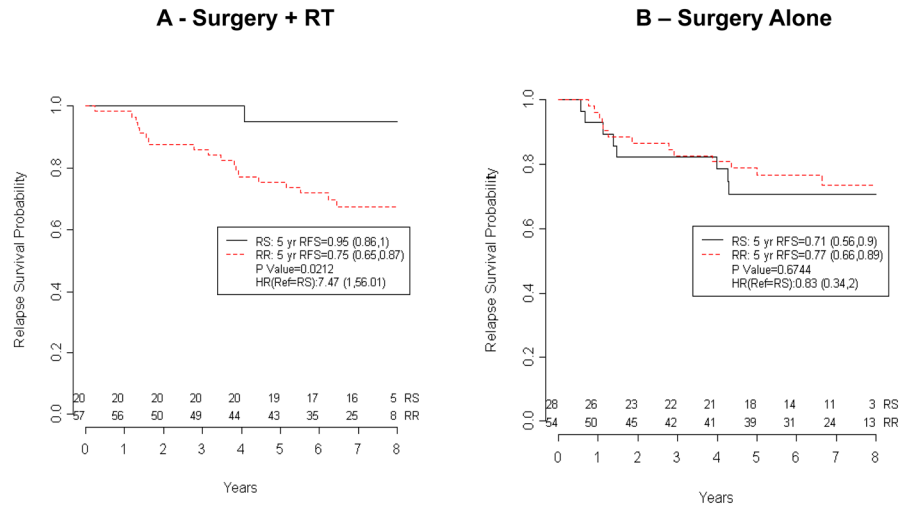 A - Surgery + RT
Relapse Survival Probability
1.0
0.8
0.6
0.4
0.2
0.0
RS: 5 yr RFS=0.95 (0.86,1)
RR: 5 yr RFS=0.75 (0.65,0.87)
P Value=0.0212
HR(Ref=RS):7.47 (1,56.01)
20 20 20 20 20 19 17 16 5 RS
57 56 50 49 44 43 35 25 8 RR
0 1 2 3 4 5 6 7 8
Years
B – Surgery Alone
Relapse Survival Probability
1.0
0.8
0.6
0.4
0.2
0.0
RS: 5 yr RFS=0.71 (0.56,0.9)
RR: 5 yr RFS=0.77 (0.66,0.89)
P Value=0.6744
HR(Ref=RS):0.83 (0.34,2)
28 26 23 22 21 18 14 11 3 RS
54 50 45 42 41 39 31 24 13 RR
0 1 2 3 4 5 6 7 8
Years